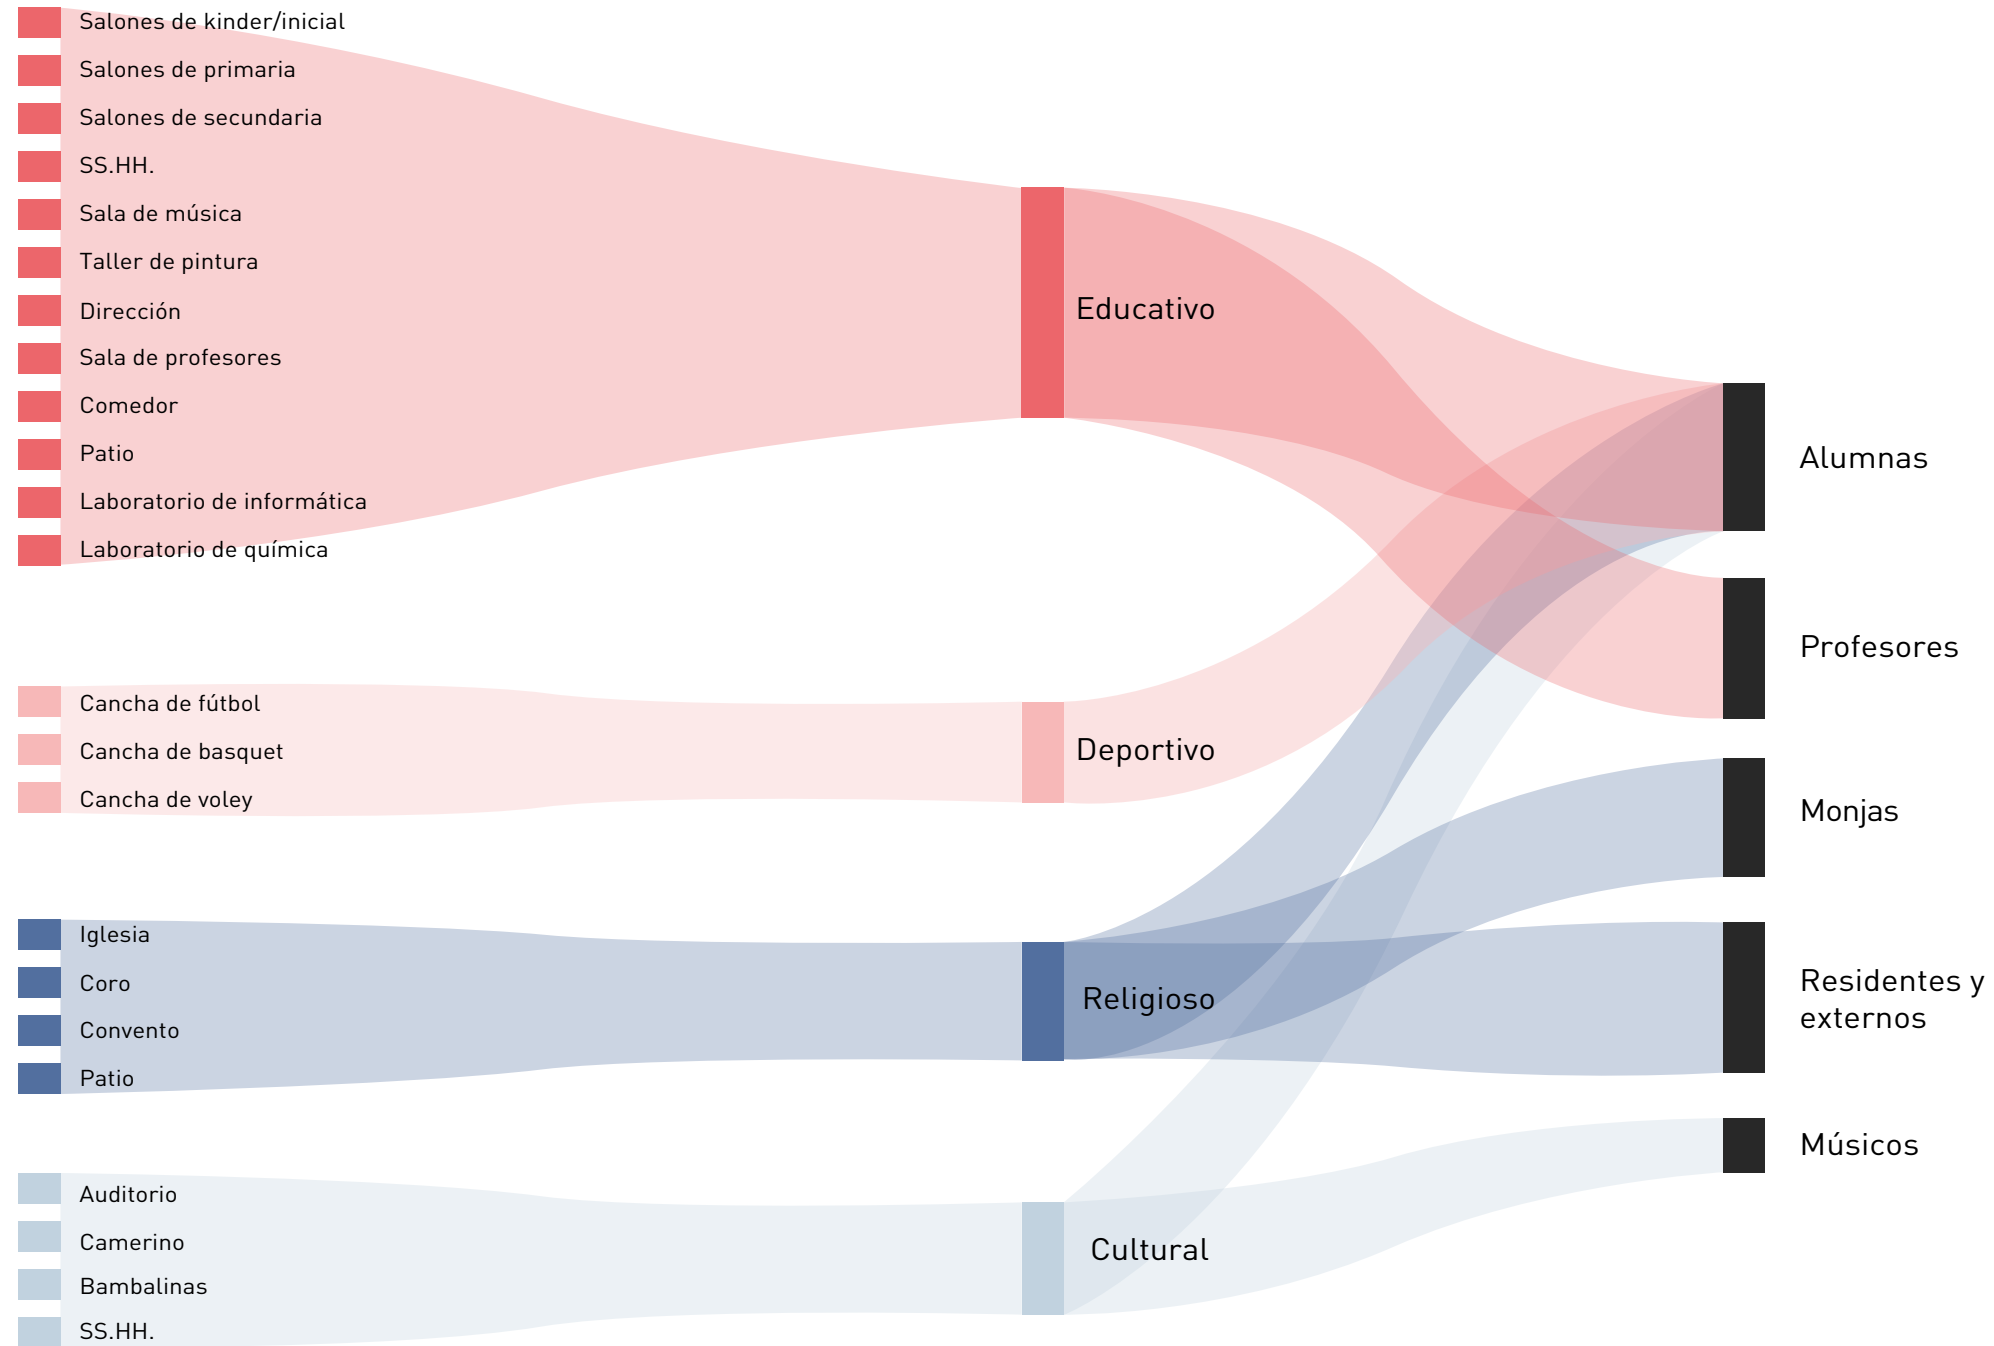 Salones de kinder/inicial
Salones de primaria
Salones de secundaria
SS.HH.
Sala de música
Taller de pintura
Dirección
Sala de profesores
Comedor
Patio
Laboratorio de informática
Laboratorio de química
Cancha de fútbol
Cancha de basquet
Cancha de voley
Iglesia
Coro
Convento
Patio
Auditorio
Camerino
Bambalinas
SS.HH.
Educativo
Deportivo
Religioso
Cultural
Alumnas
Profesores
Monjas
Residentes y
externos
Músicos